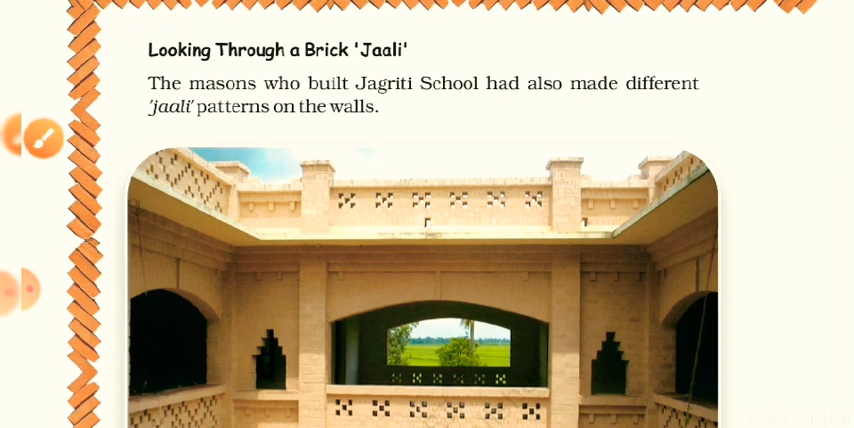 Looking Through a Brick 'Jaali'
The masons who built Jagriti School had also made different
'jaali' patterns on the walls.